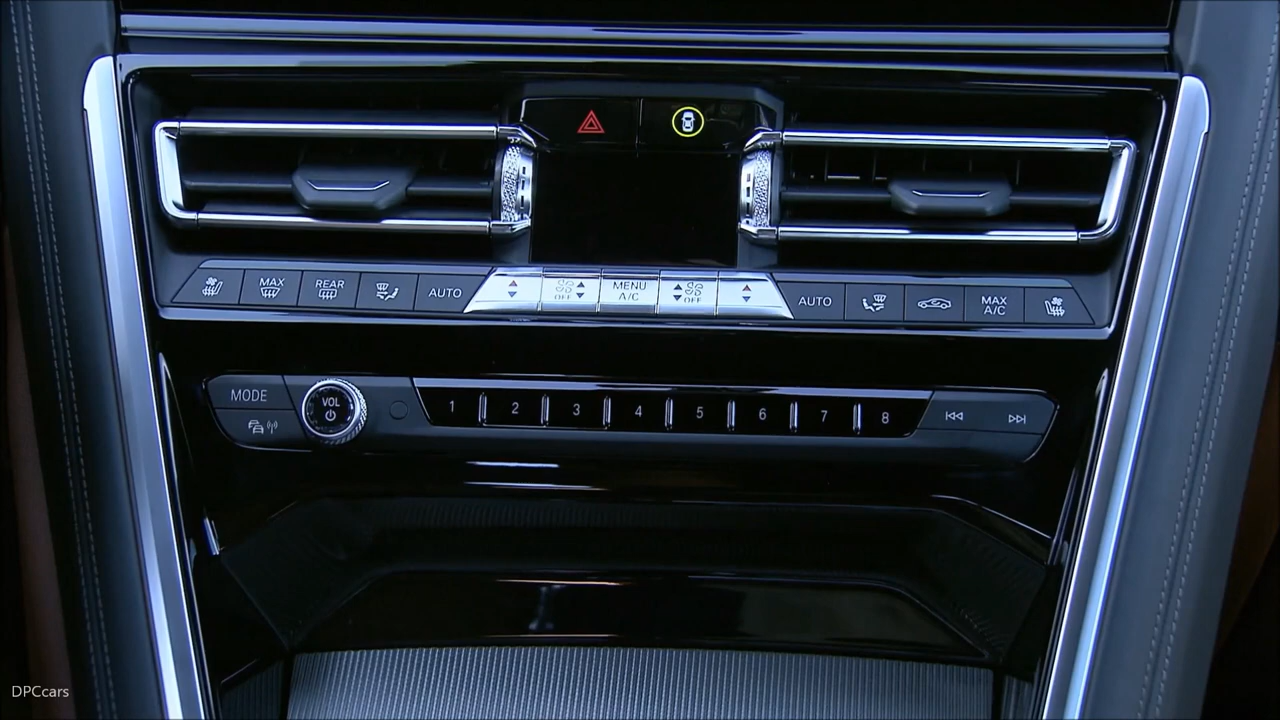 MAX
REAR
AUTO
OFF
MENU
A/C
OFF
AUTO
MAX
A/C
MODE
VOL
1 2 3 4 5 6 7 8
DPCcars